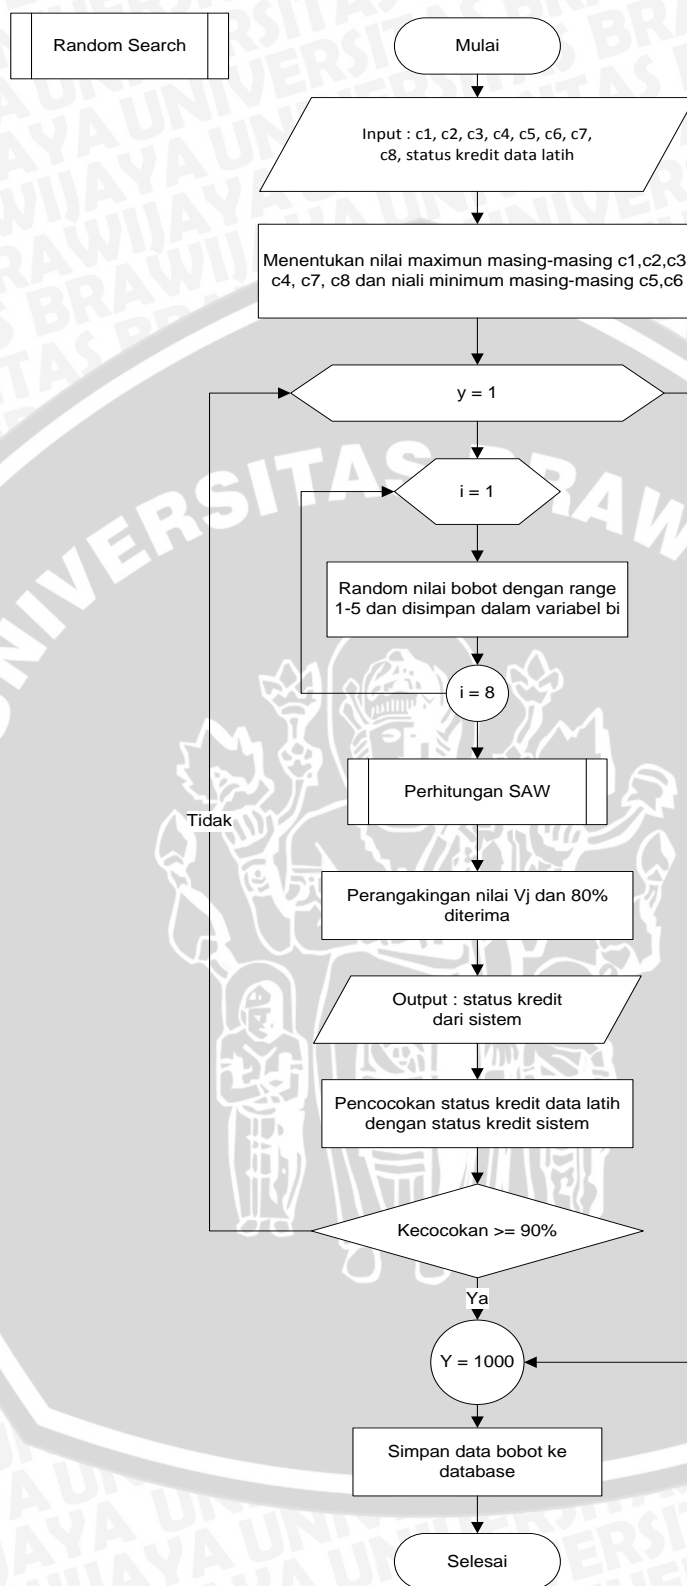 Random Search
Mulai
Input : c1, c2, c3, c4, c5, c6, c7,
c8, status kredit data latih
Menentukan nilai maximun masing-masing c1,c2,c3
c4, c7, c8 dan niali minimum masing-masing c5,c6
y = 1
i = 1
Random nilai bobot dengan range
1-5 dan disimpan dalam variabel bi
i = 8
Perhitungan SAW
Tidak
Perangakingan nilai Vj dan 80%
diterima
Output : status kredit
dari sistem
Pencocokan status kredit data latih
dengan status kredit sistem
Kecocokan >= 90%
Ya
Y = 1000
Simpan data bobot ke
database
Selesai
UNIVERSITAS BRAW